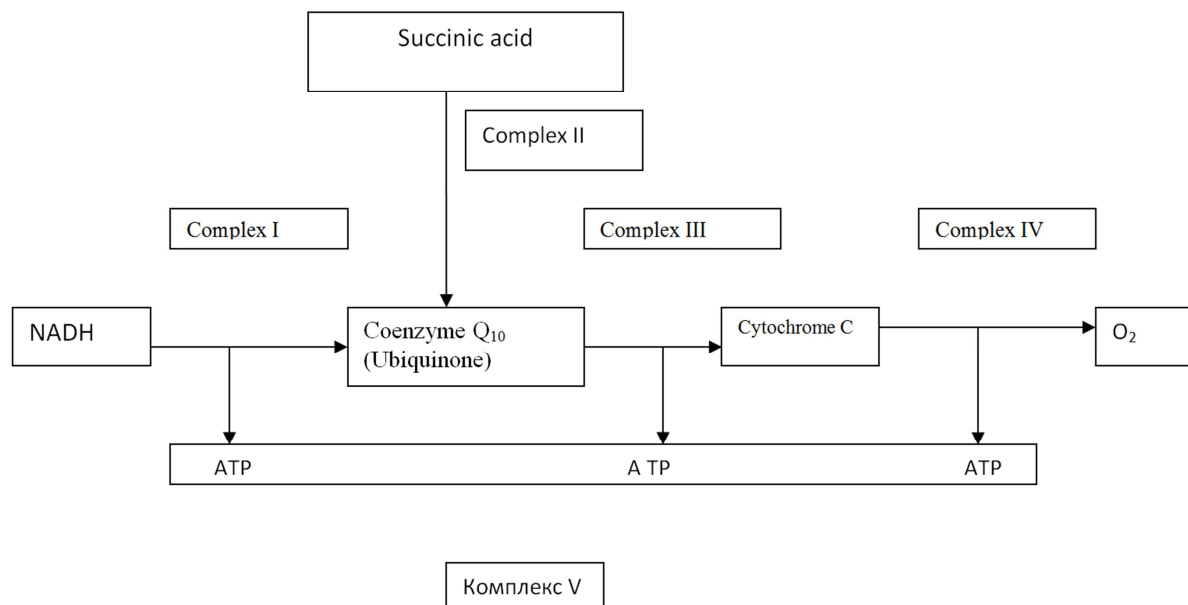 Succinic acid
Complex II
Complex I
Complex III
Complex IV
NADH
Coenzyme Q₁₀
(Ubiquinone)
Cytochrome C
O₂
ATP
A TP
ATP
Комплекс V